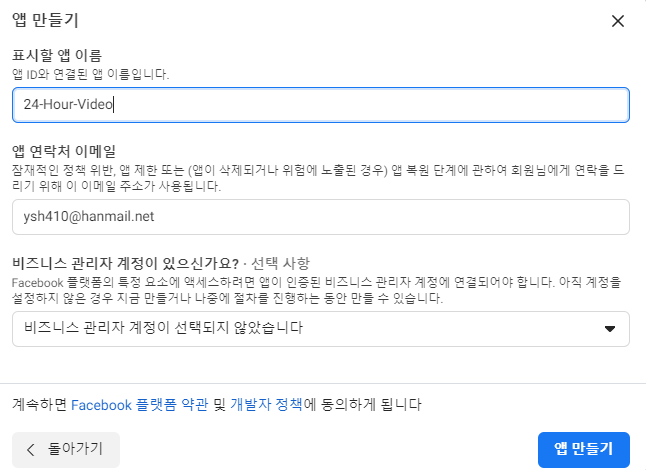 앱 만들기
표시할 앱 이름
앱 ID와 연결된 앱 이름입니다.
24-Hour-Video
앱 연락처 이메일
잠재적인 정책 위반, 앱 제한 또는 (앱이 삭제되거나 위험에 노출된 경우) 앱 복원 단계에 관하여 회원님에게 연락을 드
리기 위해 이 이메일 주소가 사용됩니다.
ysh410@hanmail.net
비즈니스 관리자 계정이 있으신가요? · 선택 사항
Facebook 플랫폼의 특정 요소에 액세스하려면 앱이 인증된 비즈니스 관리자 계정에 연결되어야 합니다. 아직 계정을
설정하지 않은 경우 지금 만들거나 나중에 절차를 진행하는 동안 만들 수 있습니다.
비즈니스 관리자 계정이 선택되지 않았습니다
계속하면 Facebook 플랫폼 약관 및 개발자 정책에 동의하게 됩니다
돌아가기
앱 만들기